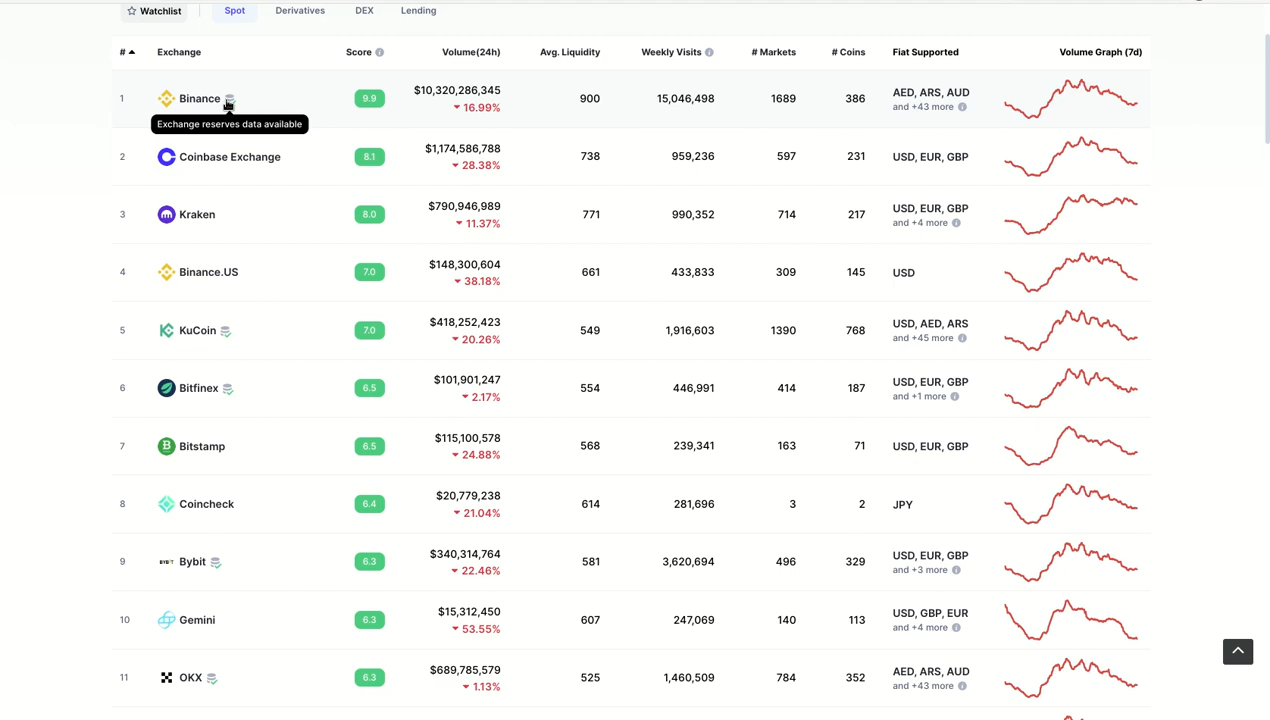 Watchlist Spot Derivatives DEX Lending
# Exchange Score Volume(24h) Avg. Liquidity Weekly Visits # Markets # Coins Fiat Supported Volume Graph (7d)
1 Binance 9.9 $10,320,286,345 900 15,046,498 1689 386 AED, ARS, AUD
16.99% and +43 more
Exchange reserves data available
2 Coinbase Exchange 8.1 $1,174,586,788 738 959,236 597 231 USD, EUR, GBP
28.38%
3 Kraken 8.0 $790,946,989 771 990,352 714 217 USD, EUR, GBP
11.37% and +4 more
4 Binance.US 7.0 $148,300,604 661 433,833 309 145 USD
38.18%
5 KuCoin 7.0 $418,252,423 549 1,916,603 1390 768 USD, AED, ARS
20.26% and +45 more
6 Bitfinex 6.5 $101,901,247 554 446,991 414 187 USD, EUR, GBP
2.17% and +1 more
7 Bitstamp 6.5 $115,100,578 568 239,341 163 71 USD, EUR, GBP
24.88%
8 Coincheck 6.4 $20,779,238 614 281,696 3 2 JPY
21.04%
9 BYBIT Bybit 6.3 $340,314,764 581 3,620,694 496 329 USD, EUR, GBP
22.46% and +3 more
10 Gemini 6.3 $15,312,450 607 247,069 140 113 USD, GBP, EUR
53.55% and +4 more
11 OKX 6.3 $689,785,579 525 1,460,509 784 352 AED, ARS, AUD
1.13% and +43 more